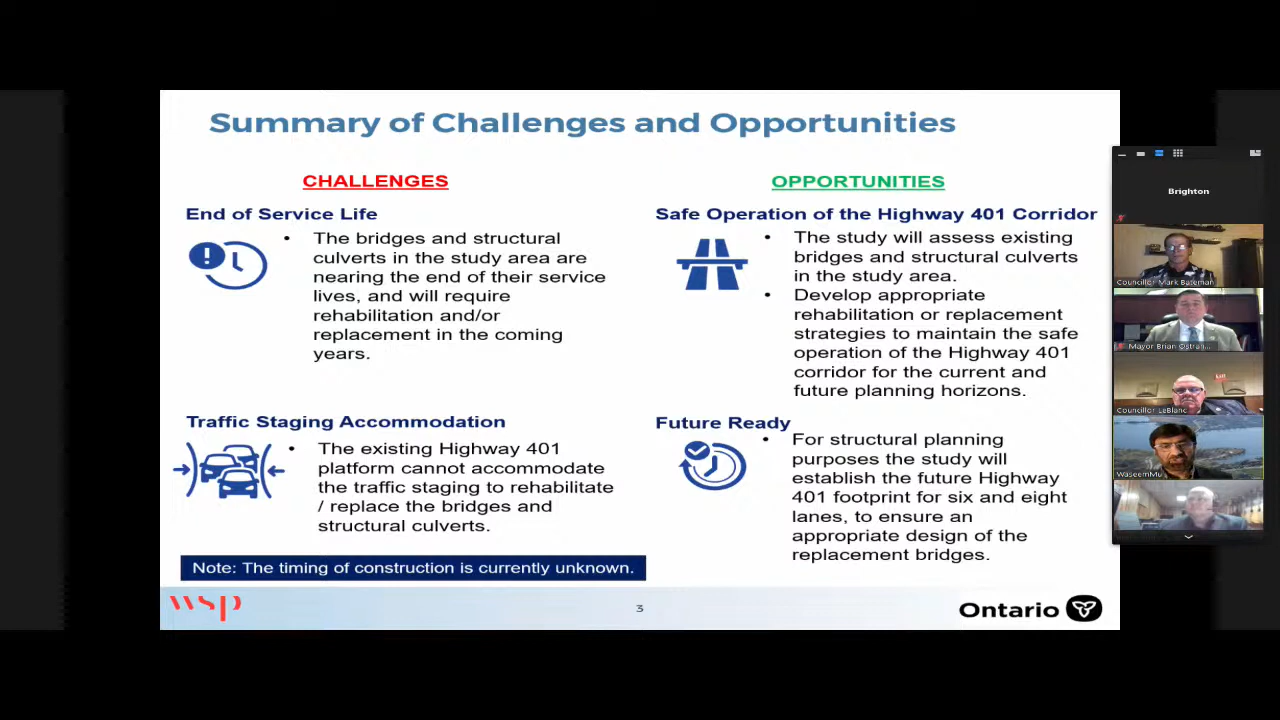 Summary of Challenges and Opportunities
CHALLENGES
End of Service Life
• The bridges and structural
culverts in the study area are
nearing the end of their service
lives, and will require
rehabilitation and/or
replacement in the coming
years.
Traffic Staging Accommodation
• The existing Highway 401
platform cannot accommodate
the traffic staging to rehabilitate
/ replace the bridges and
structural culverts.
Note: The timing of construction is currently unknown.
OPPORTUNITIES
Safe Operation of the Highway 401 Corridor
• The study will assess existing
bridges and structural culverts
in the study area.
• Develop appropriate
rehabilitation or replacement
strategies to maintain the safe
operation of the Highway 401
corridor for the current and
future planning horizons.
Future Ready
• For structural planning
purposes the study will
establish the future Highway
401 footprint for six and eight
lanes, to ensure an
appropriate design of the
replacement bridges.
wsp
3
Ontario
Brighton
Councillor Mark Bateman
Mayor Brian Ostran...
Councillor LeBlanc
WaseemMu